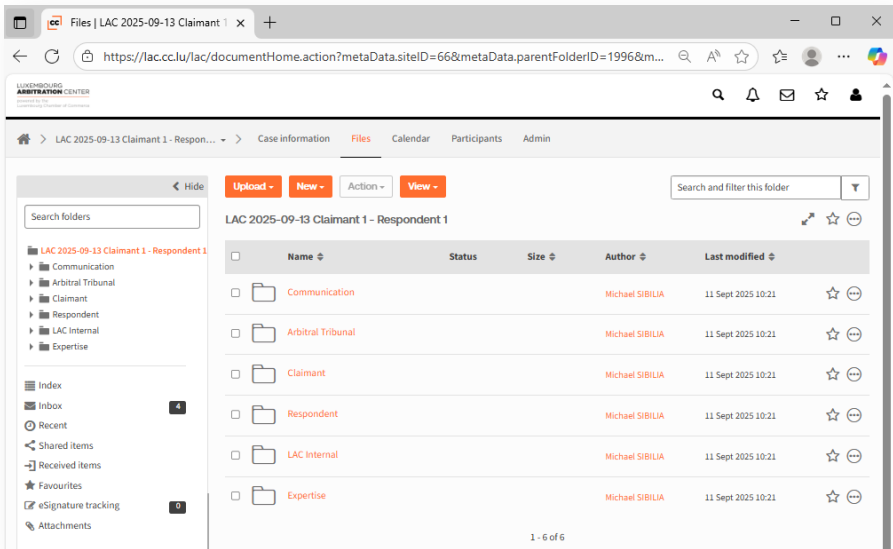 Files | LAC 2025-09-13 Claimant 1
https://lac.cc.lu/lac/documentHome.action?metaData.siteID=66&metaData.parentFolderID=1996&m...
LUXEMBOURG
ARBITRATION CENTER
powered by the
Luxembourg Chamber of Commerce
LAC 2025-09-13 Claimant 1 - Respon...
Case information
Files
Calendar
Participants
Admin
Hide
Search folders
LAC 2025-09-13 Claimant 1 - Respondent 1
Communication
Arbitral Tribunal
Claimant
Respondent
LAC Internal
Expertise
Index
Inbox 4
Recent
Shared items
Received items
Favourites
eSignature tracking 0
Attachments
Upload
New
Action
View
Search and filter this folder
LAC 2025-09-13 Claimant 1 - Respondent 1
Name Status Size Author Last modified
Communication Michael SIBILIA 11 Sept 2025 10:21
Arbitral Tribunal Michael SIBILIA 11 Sept 2025 10:21
Claimant Michael SIBILIA 11 Sept 2025 10:21
Respondent Michael SIBILIA 11 Sept 2025 10:21
LAC Internal Michael SIBILIA 11 Sept 2025 10:21
Expertise Michael SIBILIA 11 Sept 2025 10:21
1 - 6 of 6